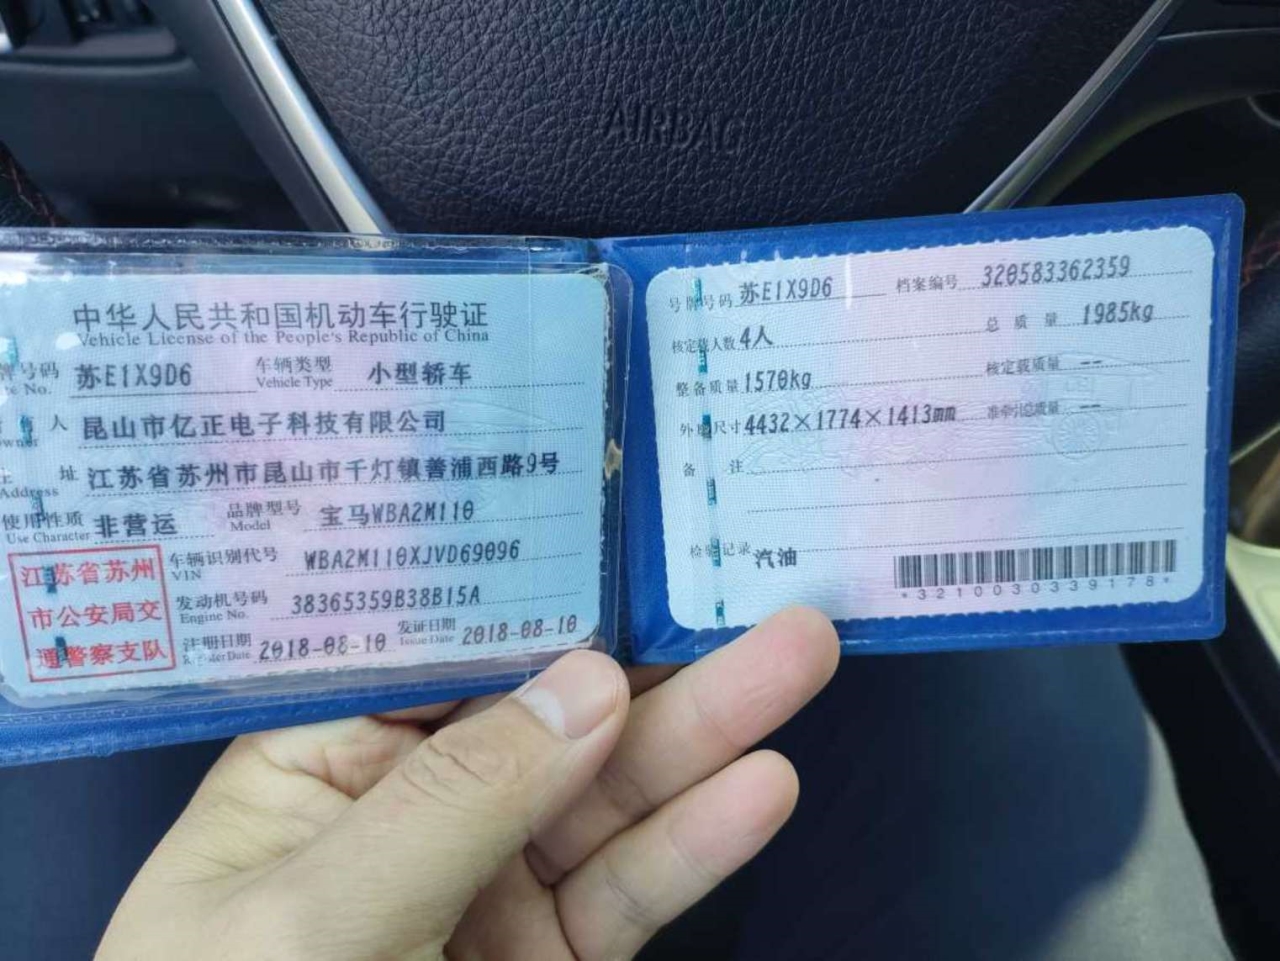 AIRBAG
中华人民共和国机动车行驶证
Vehicle License of the People's Republic of China
牌号码 苏E1X9D6 车辆类型 小型轿车
e No. Vehicle Type
人 昆山市亿正电子科技有限公司
Owner
址 江苏省苏州市昆山市千灯镇善浦西路9号
Address
使用性质 非营运 品牌型号 宝马WBA2M110
Use Character Model
江苏省苏州
市公安局交
通警察支队
车辆识别代号 WBA2M110XJVD69096
VIN
发动机号码 38365359B38B15A
Engine No.
注册日期 2018-08-10 发证日期 2018-08-10
Register Date Issue Date
号牌号码 苏E1X9D6 档案编号 320583362359
核定载人数 4人 总质量 1985kg
整备质量 1570kg 核定载质量 --
外廓尺寸 4432×1774×1413mm 准牵引总质量 --
备注
检验记录 汽油
*3210030339178*